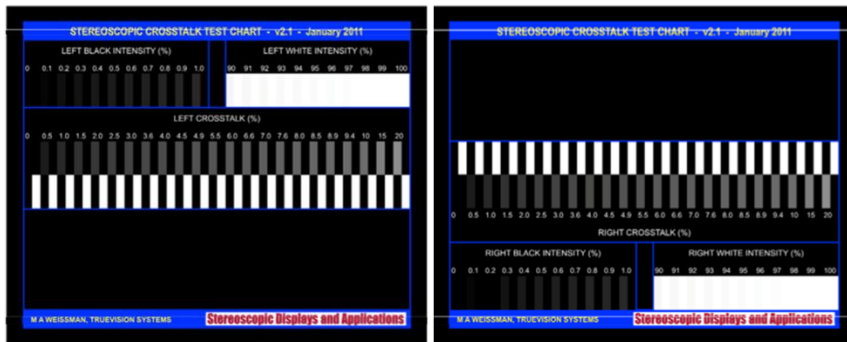 STEREOSCOPIC CROSSTALK TEST CHART - v2.1 - January 2011
LEFT BLACK INTENSITY (%)
LEFT WHITE INTENSITY (%)
0 0.1 0.2 0.3 0.4 0.5 0.6 0.7 0.8 0.9 1.0
90 91 92 93 94 95 96 97 98 99 100
LEFT CROSSTALK (%)
0 0.5 1.0 1.5 2.0 2.5 3.0 3.6 4.0 4.5 4.9 5.5 6.0 6.6 7.0 7.6 8.0 8.5 8.9 9.4 10 15 20
M A WEISSMAN, TRUEVISION SYSTEMS
Stereoscopic Displays and Applications
STEREOSCOPIC CROSSTALK TEST CHART - v2.1 - January 2011
0 0.5 1.0 1.5 2.0 2.5 3.0 3.6 4.0 4.5 4.9 5.5 6.0 6.6 7.0 7.6 8.0 8.5 8.9 9.4 10 15 20
RIGHT CROSSTALK (%)
RIGHT BLACK INTENSITY (%)
RIGHT WHITE INTENSITY (%)
0 0.1 0.2 0.3 0.4 0.5 0.6 0.7 0.8 0.9 1.0
90 91 92 93 94 95 96 97 98 99 100
M A WEISSMAN, TRUEVISION SYSTEMS
Stereoscopic Displays and Applications